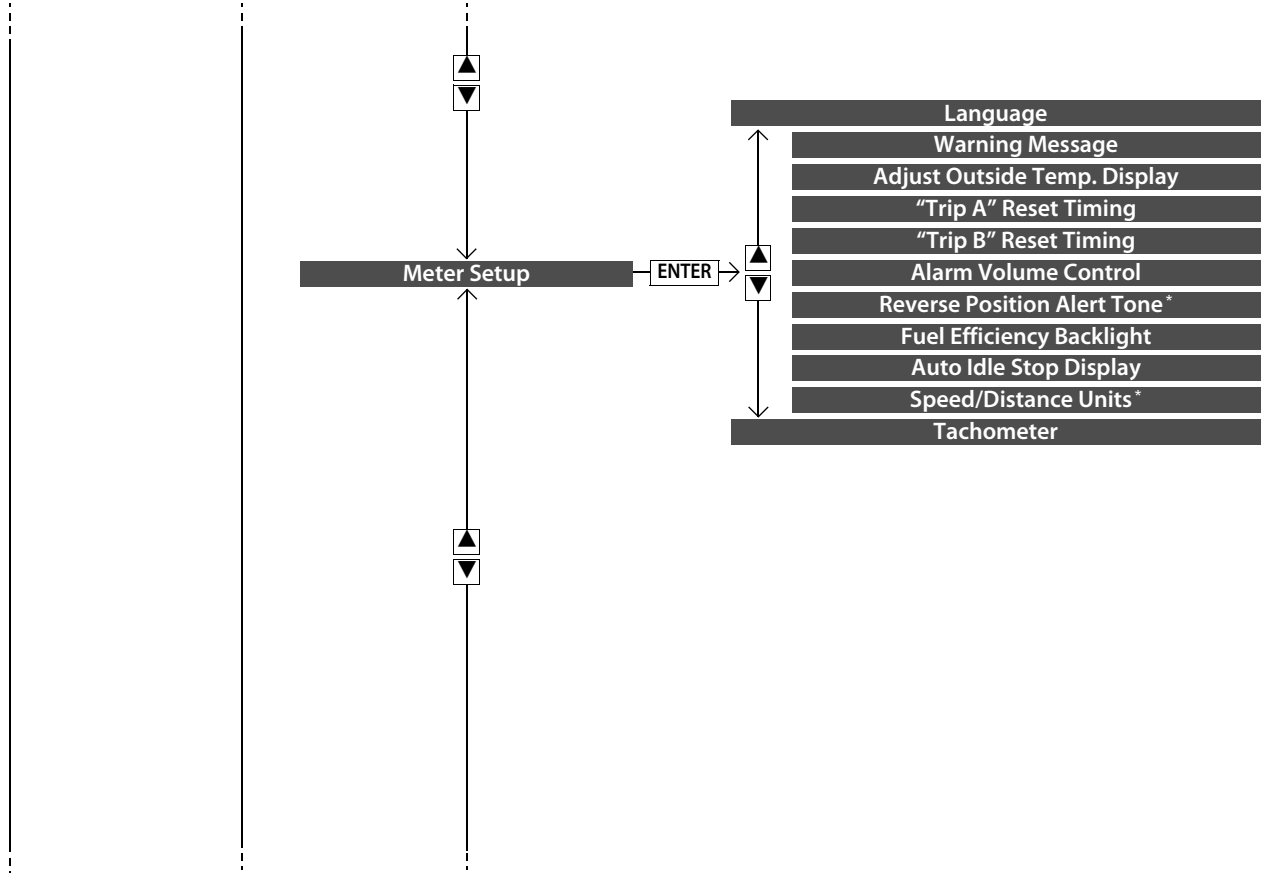 Language
Warning Message
Adjust Outside Temp. Display
“Trip A” Reset Timing
“Trip B” Reset Timing
Meter Setup
ENTER
Alarm Volume Control
Reverse Position Alert Tone*
Fuel Efficiency Backlight
Auto Idle Stop Display
Speed/Distance Units*
Tachometer